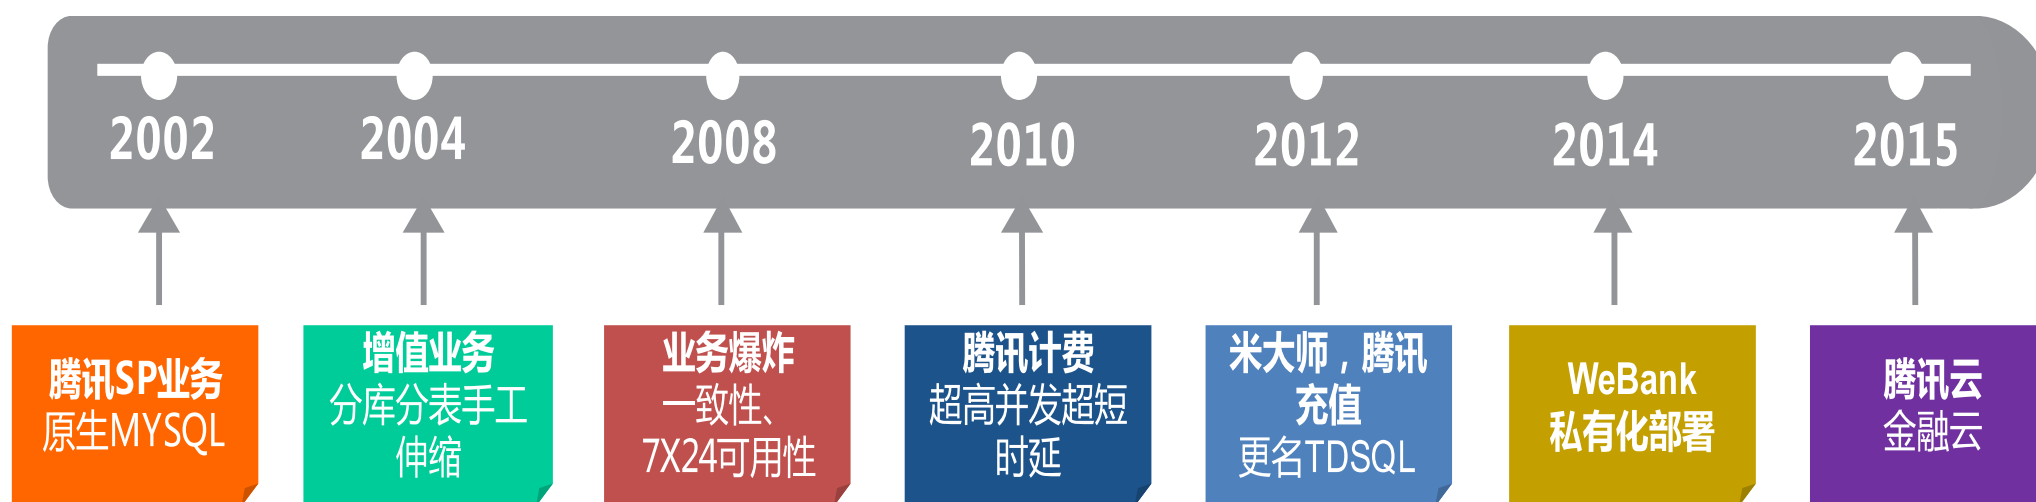 2002
2004
2008
2010
2012
2014
2015
腾讯SP业务
原生MYSQL
增值业务
分库分表手工
伸缩
业务爆炸
一致性、
7X24可用性
腾讯计费
超高并发超短
时延
米大师，腾讯
充值
更名TDSQL
WeBank
私有化部署
腾讯云
金融云